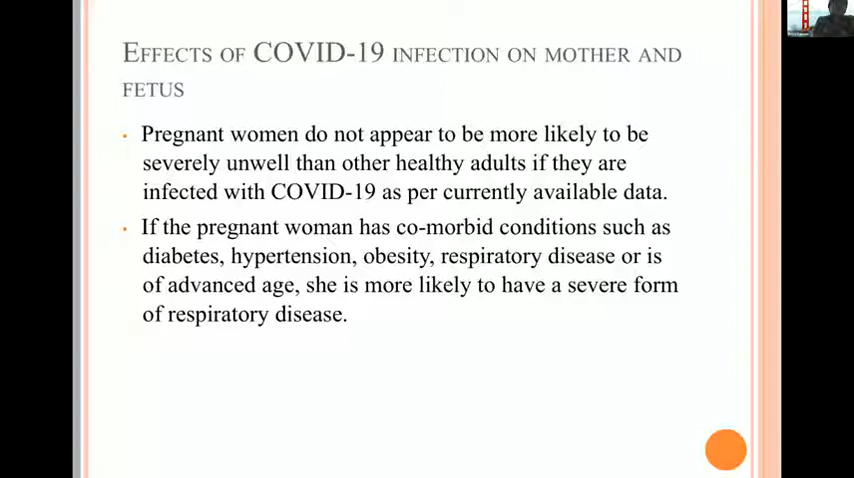 EFFECTS OF COVID-19 INFECTION ON MOTHER AND
FETUS
• Pregnant women do not appear to be more likely to be
severely unwell than other healthy adults if they are
infected with COVID-19 as per currently available data.
• If the pregnant woman has co-morbid conditions such as
diabetes, hypertension, obesity, respiratory disease or is
of advanced age, she is more likely to have a severe form
of respiratory disease.